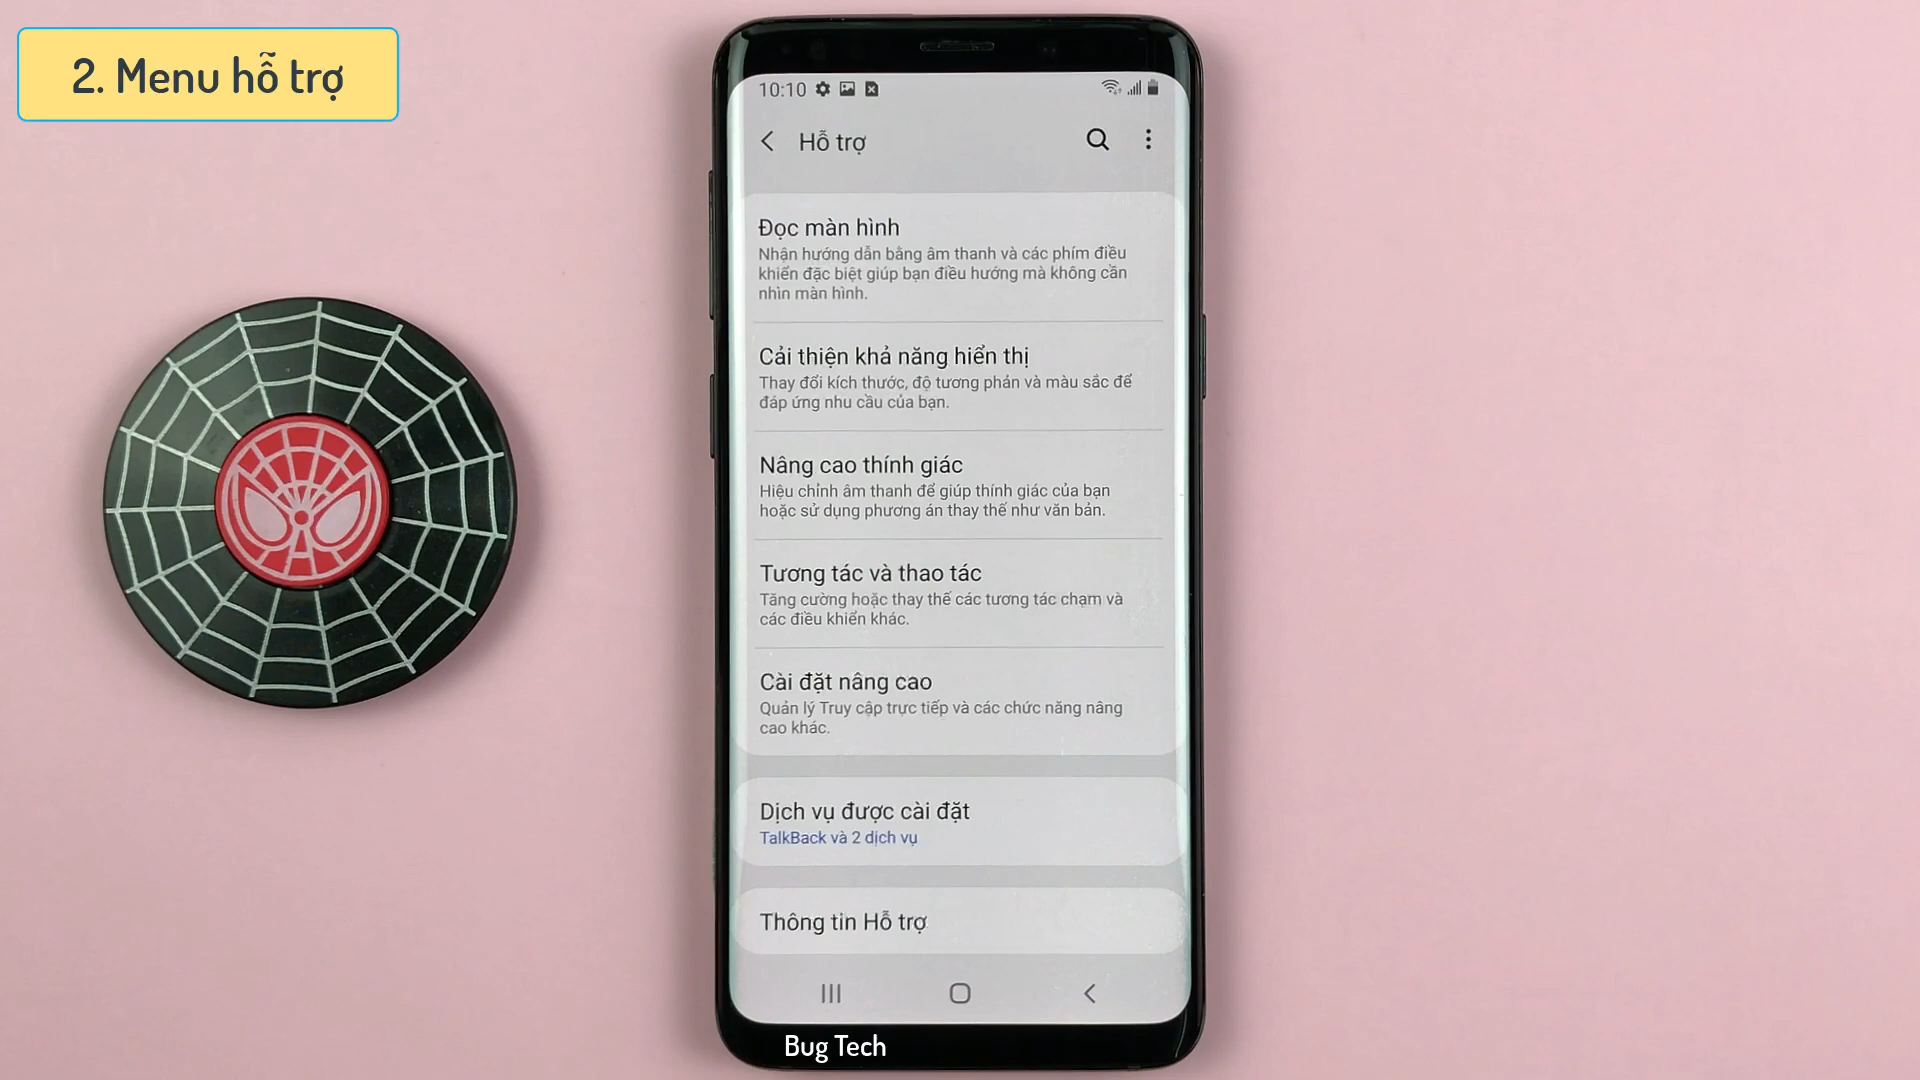 2. Menu hỗ trợ
10:10
Hỗ trợ
Đọc màn hình
Nhận hướng dẫn bằng âm thanh và các phím điều
khiển đặc biệt giúp bạn điều hướng mà không cần
nhìn màn hình.
Cải thiện khả năng hiển thị
Thay đổi kích thước, độ tương phản và màu sắc để
đáp ứng nhu cầu của bạn.
Nâng cao thính giác
Hiệu chỉnh âm thanh để giúp thính giác của bạn
hoặc sử dụng phương án thay thế như văn bản.
Tương tác và thao tác
Tăng cường hoặc thay thế các tương tác chạm và
các điều khiển khác.
Cài đặt nâng cao
Quản lý Truy cập trực tiếp và các chức năng nâng
cao khác.
Dịch vụ được cài đặt
TalkBack và 2 dịch vụ
Thông tin Hỗ trợ
Bug Tech